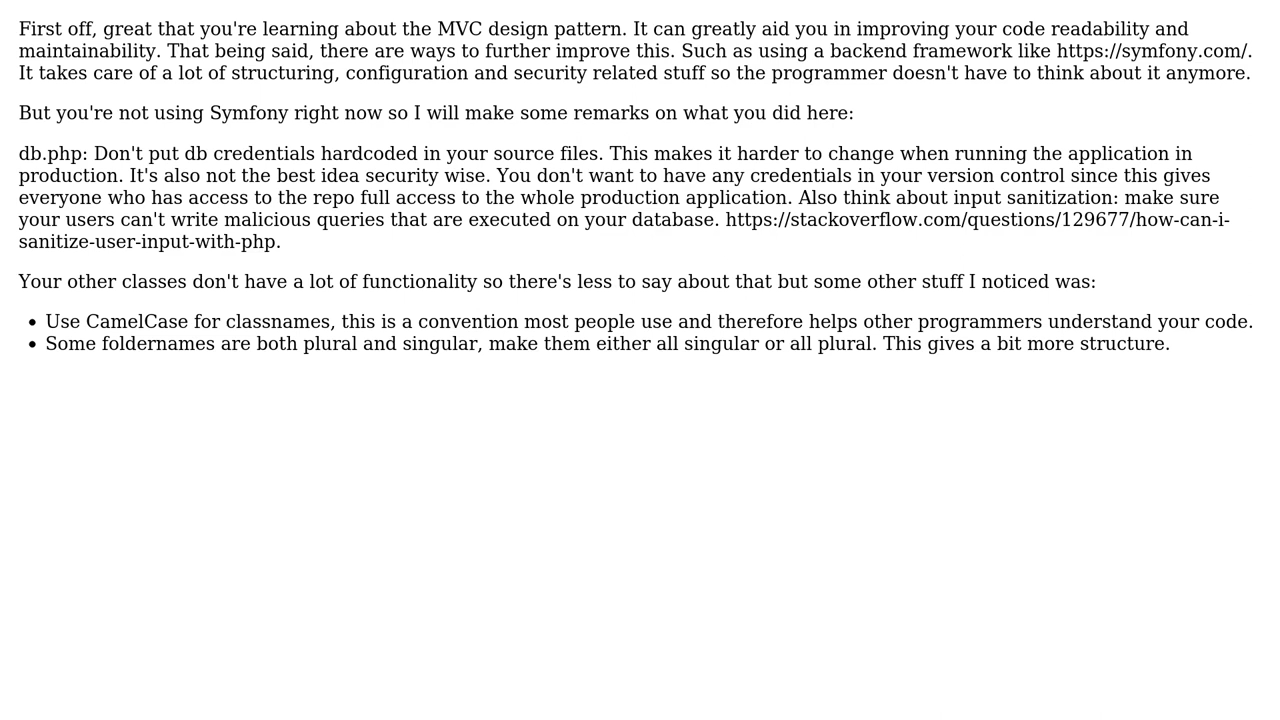 First off, great that you're learning about the MVC design pattern. It can greatly aid you in improving your code readability and
maintainability. That being said, there are ways to further improve this. Such as using a backend framework like https://symfony.com/.
It takes care of a lot of structuring, configuration and security related stuff so the programmer doesn't have to think about it anymore.
But you're not using Symfony right now so I will make some remarks on what you did here:
db.php: Don't put db credentials hardcoded in your source files. This makes it harder to change when running the application in
production. It's also not the best idea security wise. You don't want to have any credentials in your version control since this gives
everyone who has access to the repo full access to the whole production application. Also think about input sanitization: make sure
your users can't write malicious queries that are executed on your database. https://stackoverflow.com/questions/129677/how-can-i-
sanitize-user-input-with-php.
Your other classes don't have a lot of functionality so there's less to say about that but some other stuff I noticed was:
• Use CamelCase for classnames, this is a convention most people use and therefore helps other programmers understand your code.
• Some foldernames are both plural and singular, make them either all singular or all plural. This gives a bit more structure.